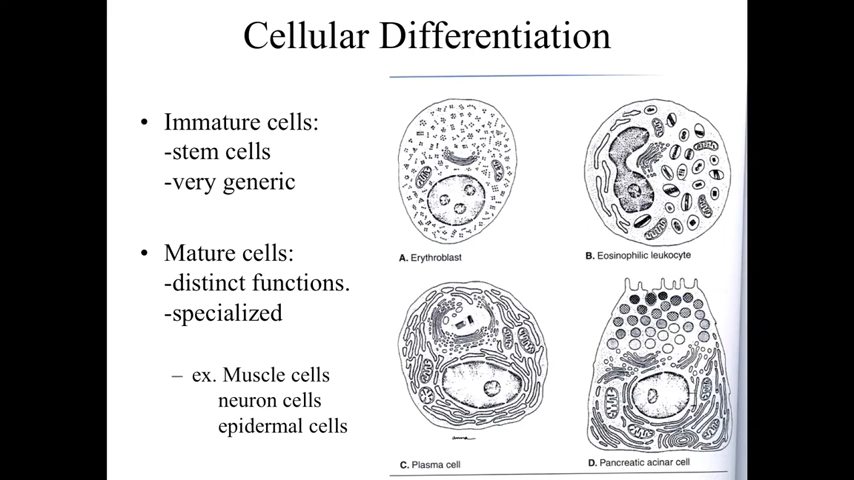 Cellular Differentiation
• Immature cells:
-stem cells
-very generic
• Mature cells:
-distinct functions.
-specialized
– ex. Muscle cells
neuron cells
epidermal cells
A. Erythroblast
B. Eosinophilic leukocyte
C. Plasma cell
D. Pancreatic acinar cell